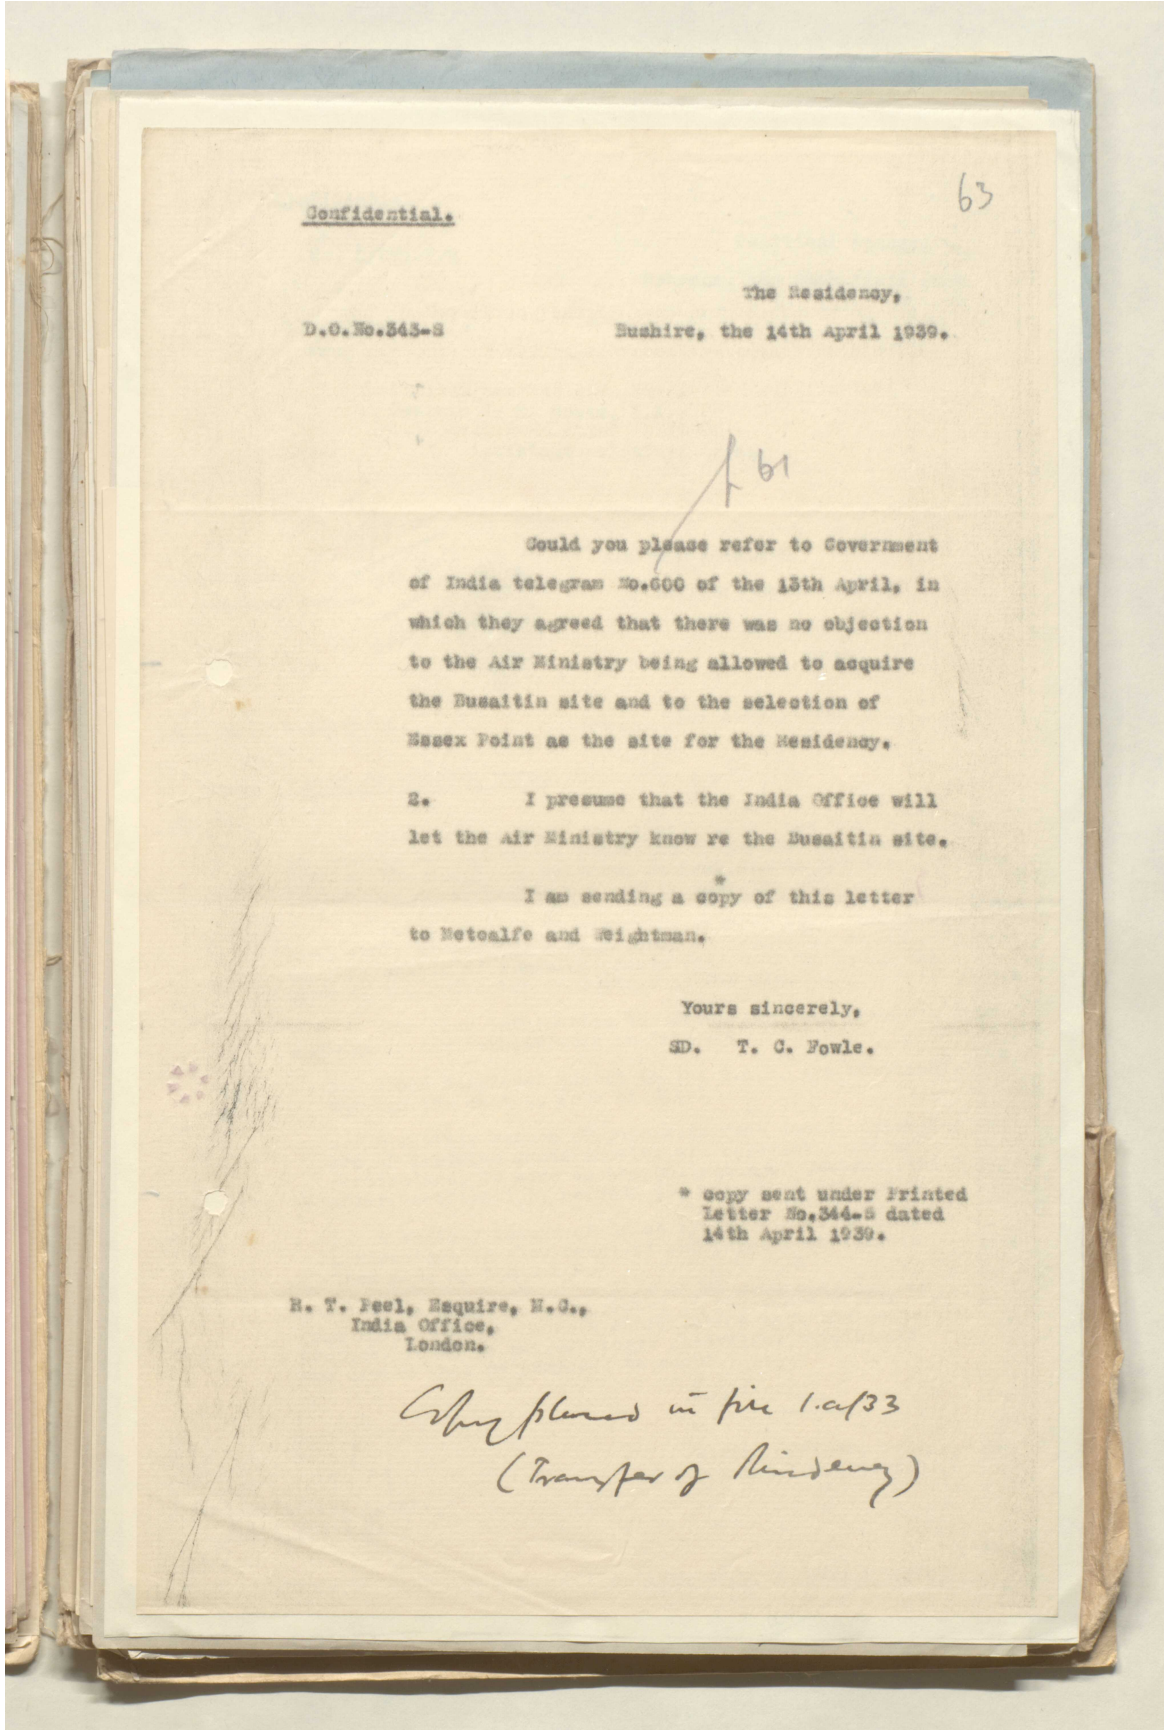 63
Confidential.
The Residency,
D.O.No.343-S Bushire, the 14th April 1939.
f 61
Could you please refer to Government
of India telegram No.600 of the 13th April, in
which they agreed that there was no objection
to the Air Ministry being allowed to acquire
the Busaitin site and to the selection of
Essex Point as the site for the Residency.
2. I presume that the India Office will
let the Air Ministry know re the Busaitin site.
*
I am sending a copy of this letter
to Metcalfe and Weightman.
Yours sincerely,
SD. T. C. Fowle.
* copy sent under Printed
Letter No.344-S dated
14th April 1939.
R. T. Peel, Esquire, M.C.,
India Office,
London.
Copy placed in file 1.a/33
(Transfer of Residency)